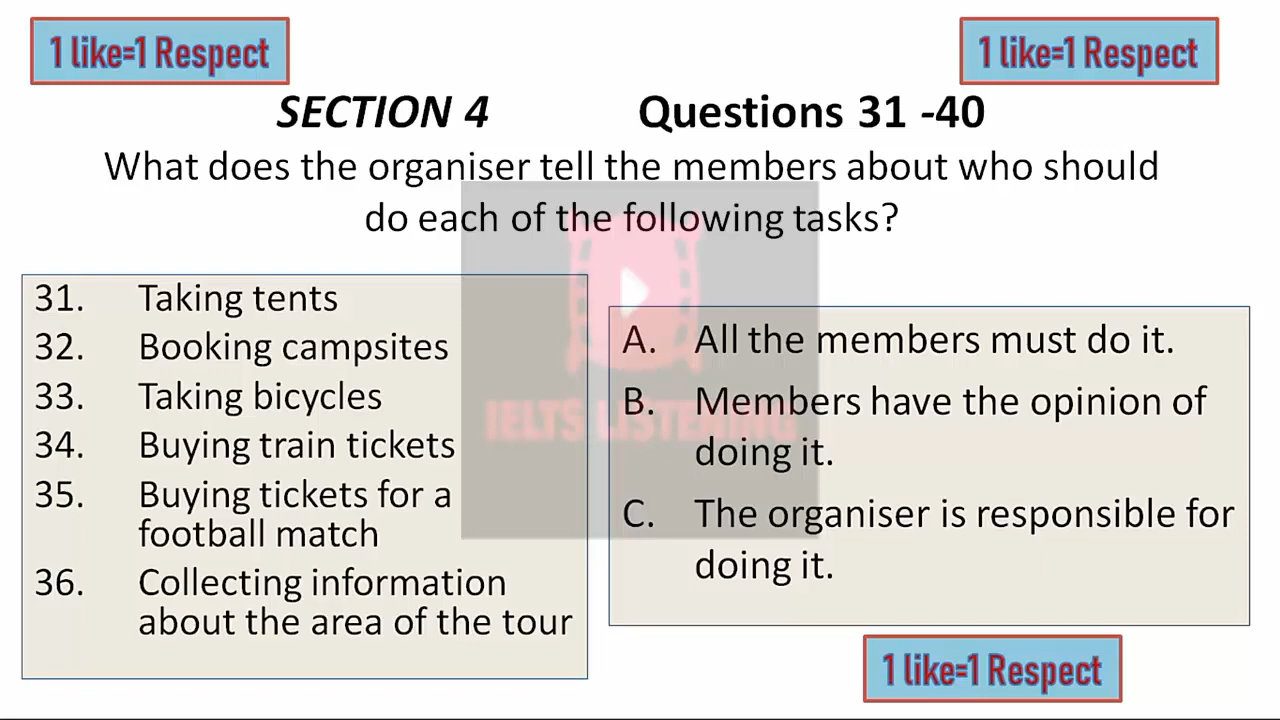 1 like=1 Respect
1 like=1 Respect
SECTION 4 Questions 31 -40
What does the organiser tell the members about who should
do each of the following tasks?
31. Taking tents
32. Booking campsites
33. Taking bicycles
34. Buying train tickets
35. Buying tickets for a
football match
36. Collecting information
about the area of the tour
A. All the members must do it.
B. Members have the opinion of
doing it.
C. The organiser is responsible for
doing it.
IELTS LISTENING
1 like=1 Respect